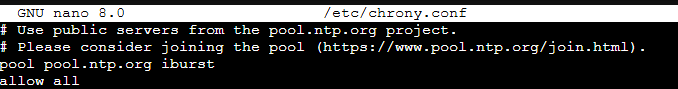 GNU nano 8.0 /etc/chrony.conf
# Use public servers from the pool.ntp.org project.
# Please consider joining the pool (https://www.pool.ntp.org/join.html).
pool pool.ntp.org iburst
allow all